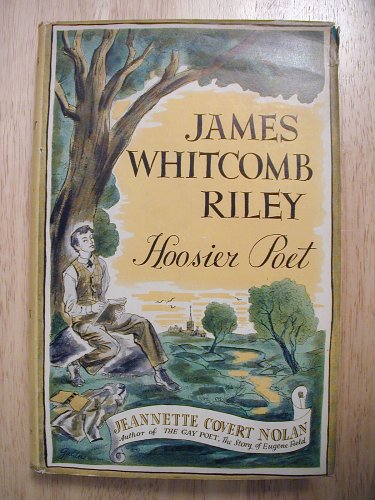 JAMES
WHITCOMB
RILEY
Hoosier Poet
JEANNETTE COVERT NOLAN
Author of THE GAY POET, The Story of Eugene Field